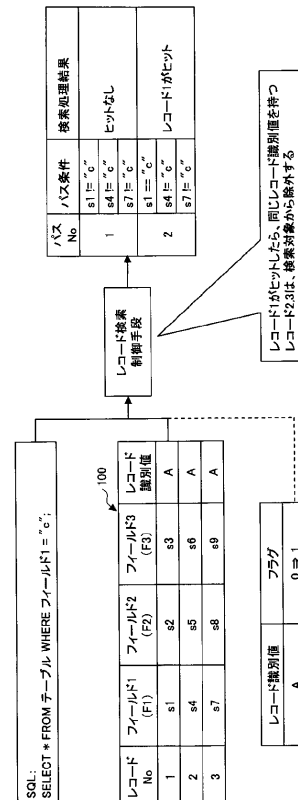 SQL:
SELECT * FROM テーブル WHERE フィールド1 = "c";
100
レコード No フィールド1 (F1) フィールド2 (F2) フィールド3 (F3) レコード 識別値
1 s1 s2 s3 A
2 s4 s5 s6 A
3 s7 s8 s9 A
レコード識別値 フラグ
A 0⇒1
レコード検索
制御手段
パス No パス条件 検索処理結果
1 s1 != "c" ヒットなし
s4 != "c"
s7 != "c"
2 s1 == "c" レコード1がヒット
s4 != "c"
s7 != "c"
レコード1がヒットしたら、同じレコード識別値を持つ
レコード2,3は、検索対象から除外する